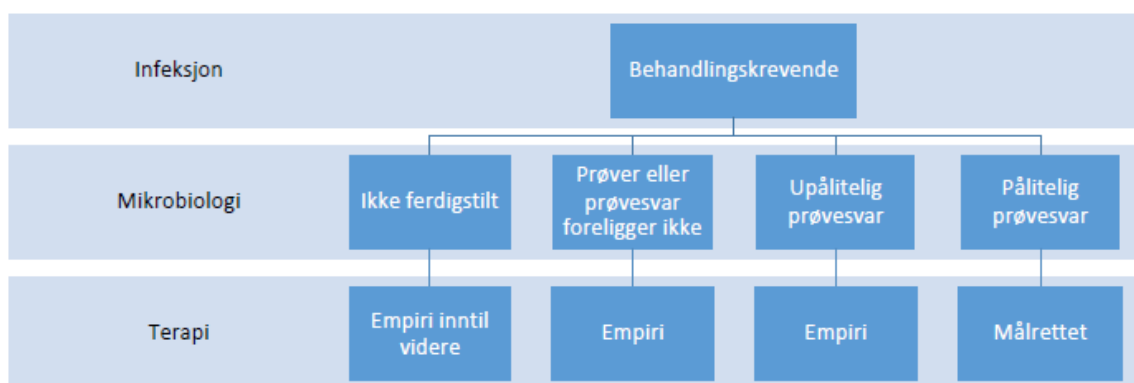 Infeksjon
Behandlingskrevende
Mikrobiologi
Ikke ferdigstilt
Prøver eller
prøvesvar
foreligger ikke
Upålitelig
prøvesvar
Pålitelig
prøvesvar
Terapi
Empiri inntil
videre
Empiri
Empiri
Målrettet